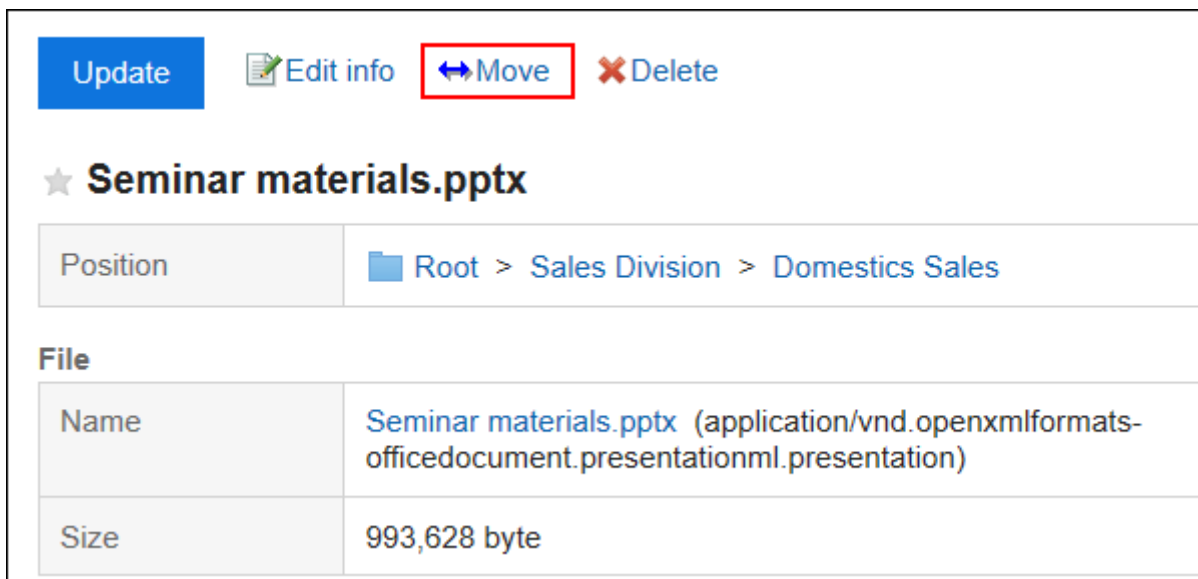 Update Edit info Move Delete
Seminar materials.pptx
Position Root > Sales Division > Domestics Sales
File
Name Seminar materials.pptx (application/vnd.openxmlformats-
officedocument.presentationml.presentation)
Size 993,628 byte